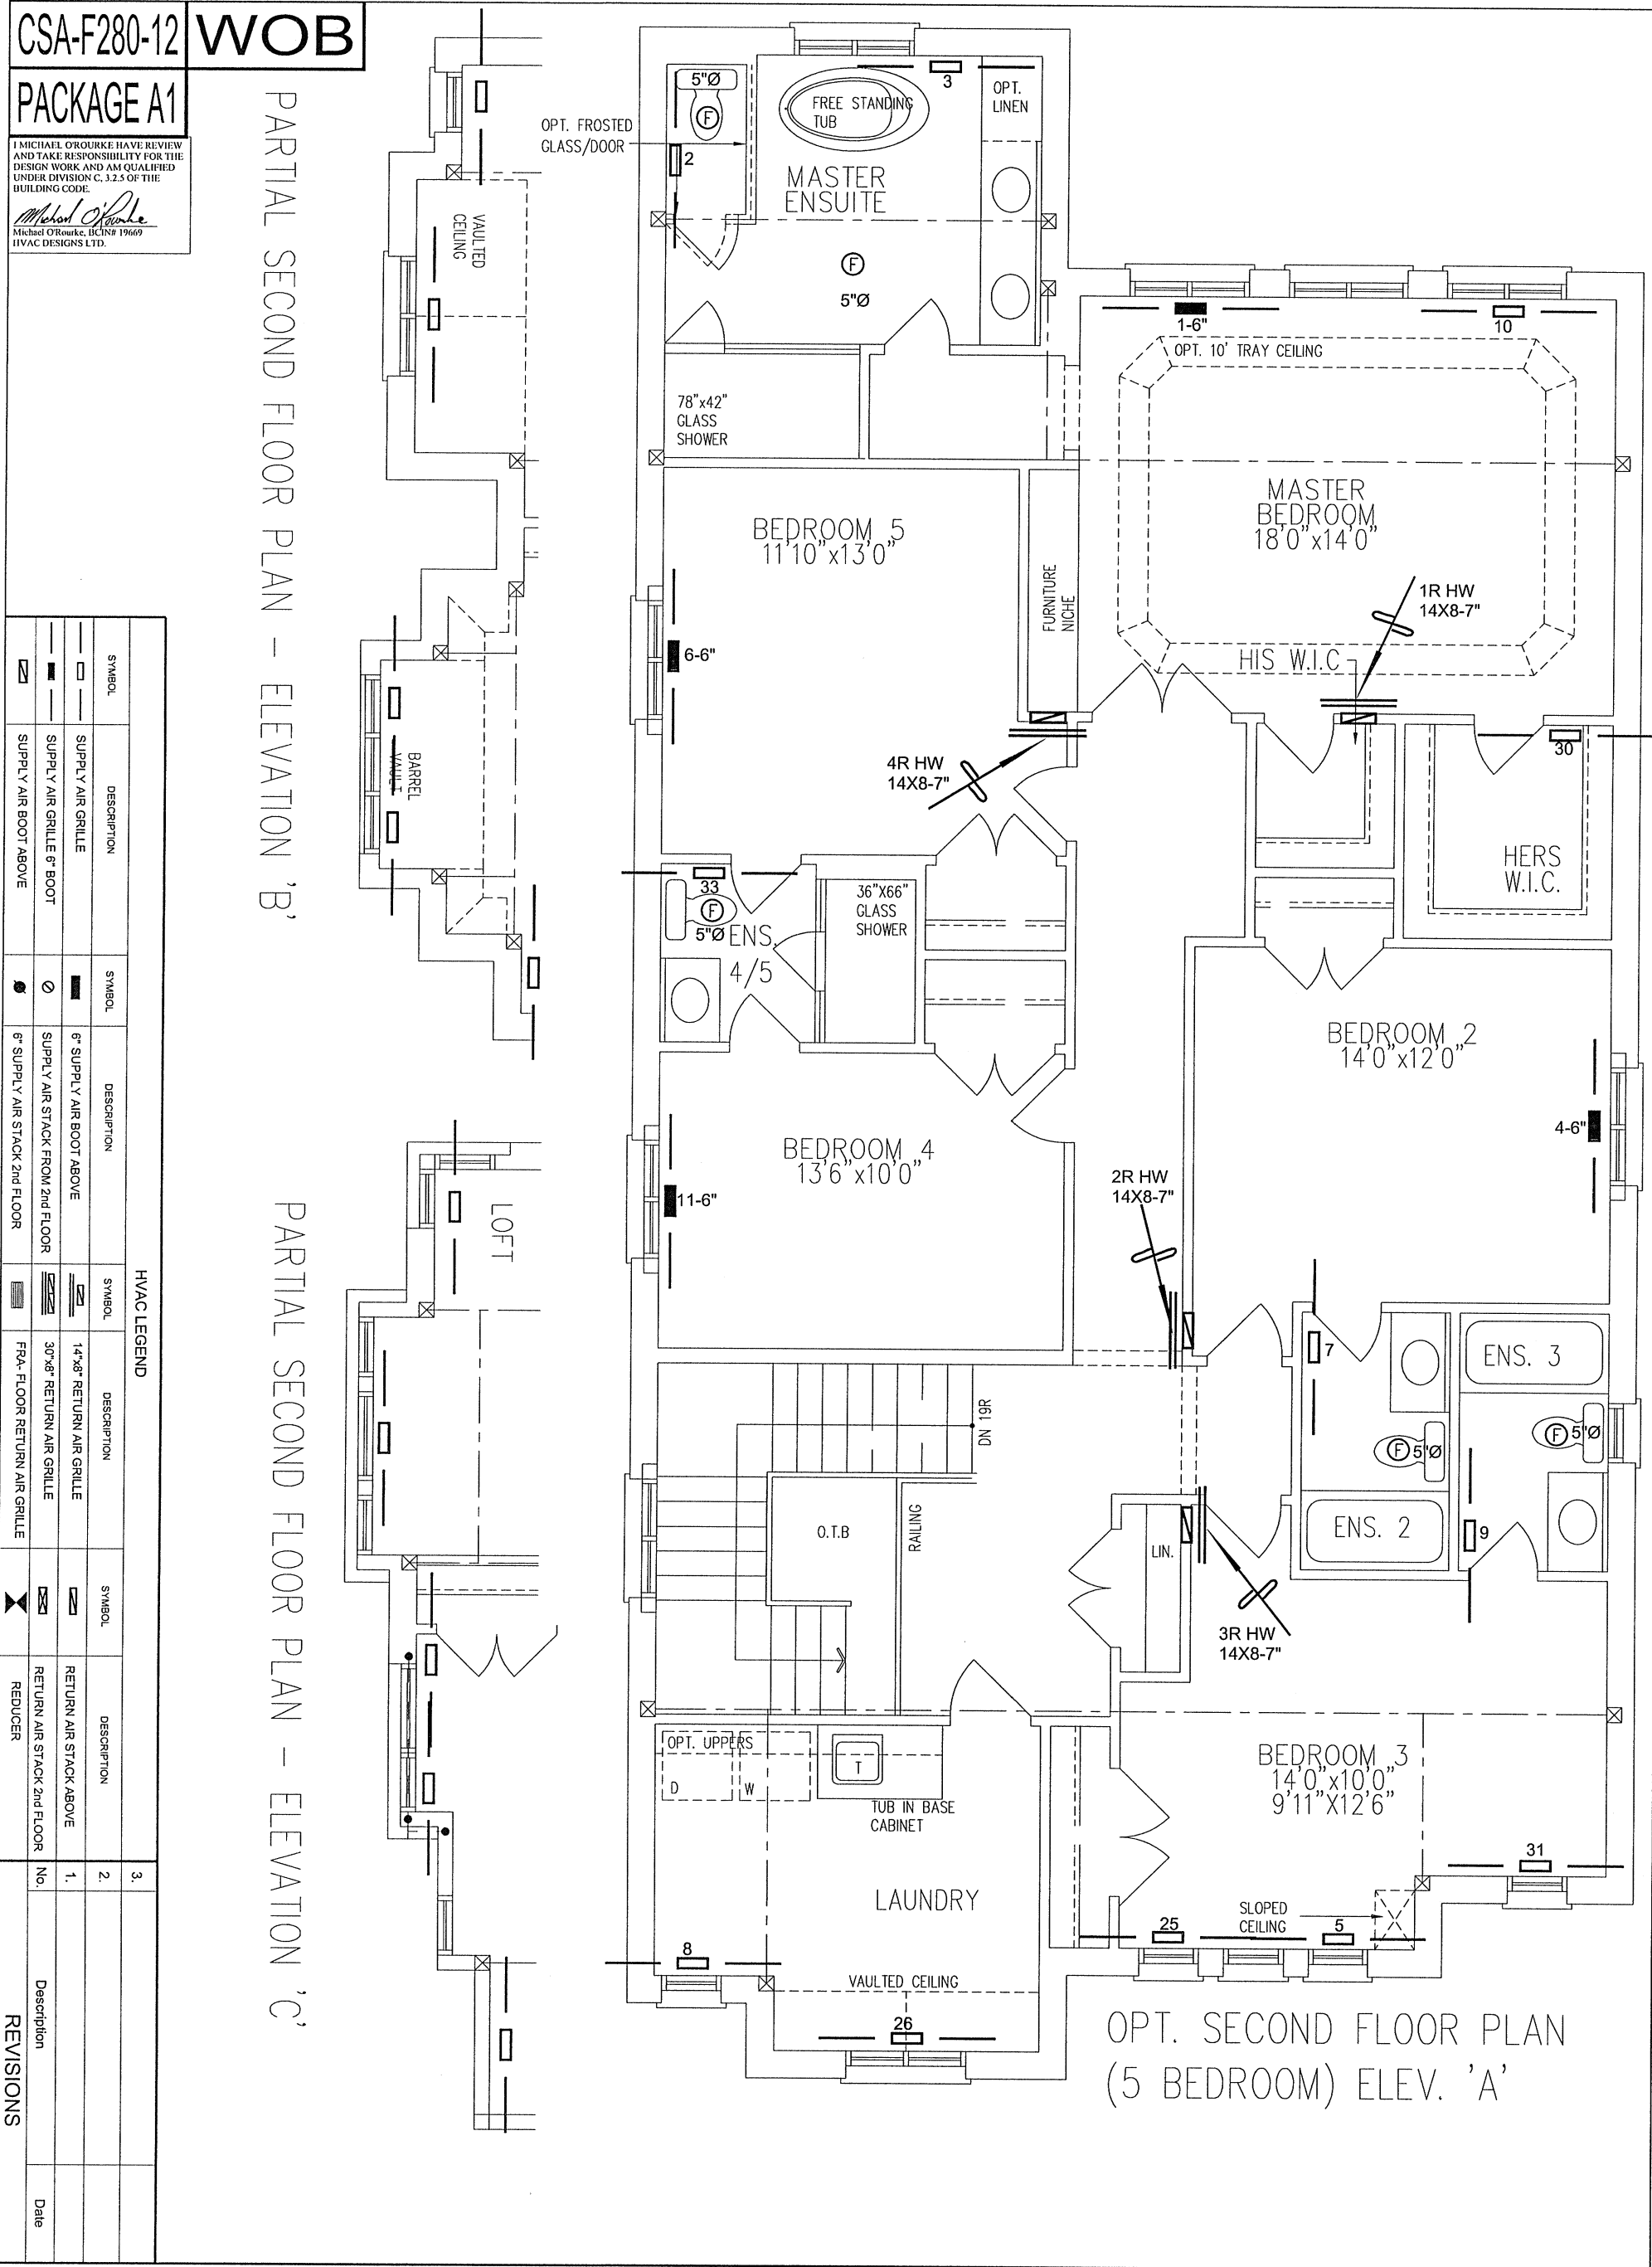 CSA-F280-12
WOB
PACKAGE A1
I MICHAEL O'ROURKE HAVE REVIEW
AND TAKE RESPONSIBILITY FOR THE
DESIGN WORK AND AM QUALIFIED
UNDER DIVISION C, 3.2.5 OF THE
BUILDING CODE.
Michael O'Rourke
Michael O'Rourke, BCIN# 19669
HVAC DESIGNS LTD.
PARTIAL SECOND FLOOR PLAN - ELEVATION 'B'
VAULTED
CEILING
BARREL
VAULT
PARTIAL SECOND FLOOR PLAN - ELEVATION 'C'
LOFT
OPT. FROSTED
GLASS/DOOR
5"Ø
F
2
3
FREE STANDING
TUB
OPT.
LINEN
MASTER
ENSUITE
F
5"Ø
78"x42"
GLASS
SHOWER
1-6"
10
OPT. 10' TRAY CEILING
MASTER
BEDROOM
18'0"x14'0"
1R HW
14X8-7"
HIS W.I.C
30
HERS
W.I.C.
BEDROOM 5
11'10"x13'0"
FURNITURE
NICHE
6-6"
4R HW
14X8-7"
33
F
5"Ø
ENS.
4/5
36"X66"
GLASS
SHOWER
BEDROOM 2
14'0"x12'0"
4-6"
BEDROOM 4
13'6"x10'0"
11-6"
2R HW
14X8-7"
7
ENS. 3
F 5"Ø
F 5"Ø
ENS. 2
9
DN 19R
O.T.B
RAILING
LIN.
3R HW
14X8-7"
OPT. UPPERS
D
W
T
TUB IN BASE
CABINET
LAUNDRY
8
VAULTED CEILING
26
BEDROOM 3
14'0"x10'0"
9'11"X12'6"
31
SLOPED
CEILING
25
5
OPT. SECOND FLOOR PLAN
(5 BEDROOM) ELEV. 'A'
HVAC LEGEND
SYMBOL
DESCRIPTION
SYMBOL
DESCRIPTION
SYMBOL
DESCRIPTION
SYMBOL
DESCRIPTION
SUPPLY AIR GRILLE
6" SUPPLY AIR BOOT ABOVE
14"x8" RETURN AIR GRILLE
RETURN AIR STACK ABOVE
SUPPLY AIR GRILLE 6" BOOT
SUPPLY AIR STACK FROM 2nd FLOOR
30"x8" RETURN AIR GRILLE
RETURN AIR STACK 2nd FLOOR
SUPPLY AIR BOOT ABOVE
6" SUPPLY AIR STACK 2nd FLOOR
FRA- FLOOR RETURN AIR GRILLE
REDUCER
3.
2.
1.
No.
Description
Date
REVISIONS